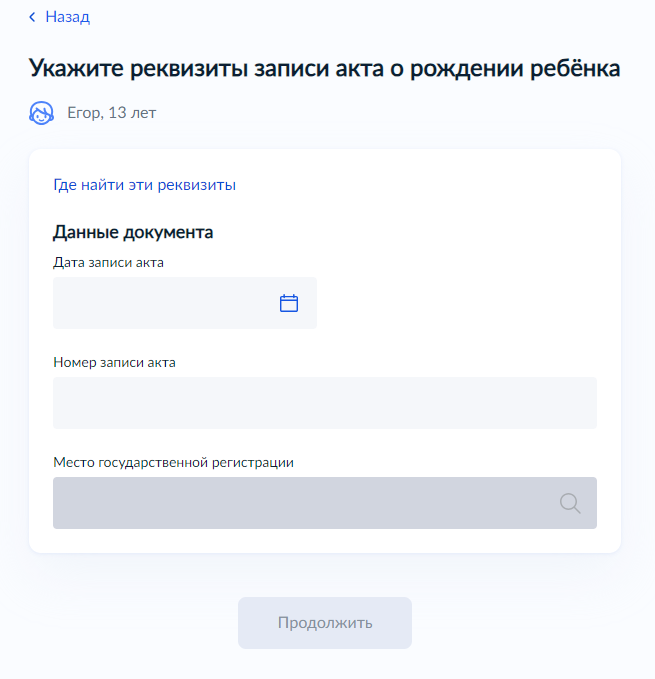 Назад
Укажите реквизиты записи акта о рождении ребёнка
Егор, 13 лет
Где найти эти реквизиты
Данные документа
Дата записи акта
Номер записи акта
Место государственной регистрации
Продолжить